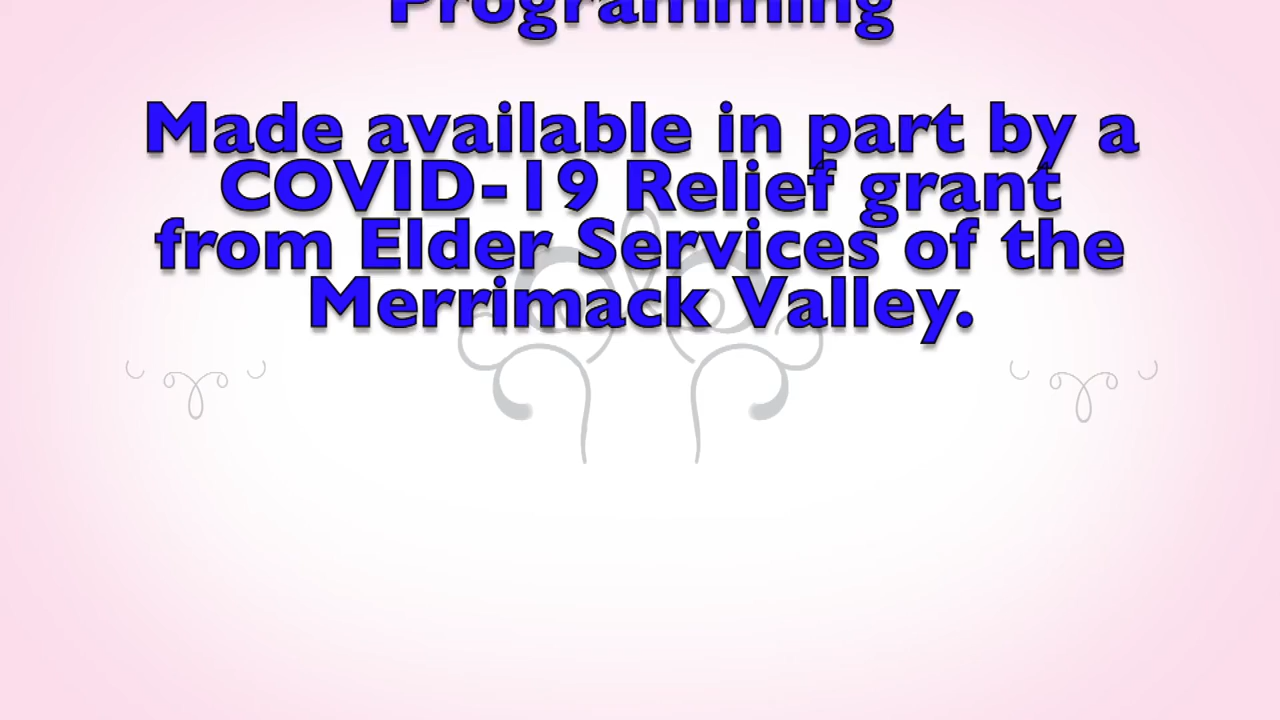 Programming
Made available in part by a
COVID-19 Relief grant
from Elder Services of the
Merrimack Valley.